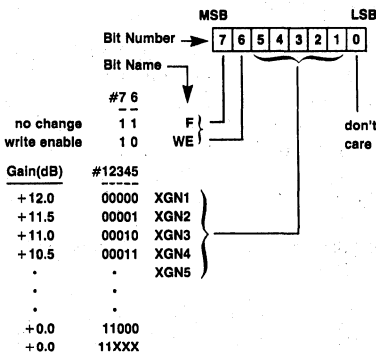 MSB LSB
Bit Number 7 6 5 4 3 2 1 0
Bit Name
#7 6
no change 1 1 F don't
write enable 1 0 WE care
Gain(dB) #12345
+12.0 00000 XGN1
+11.5 00001 XGN2
+11.0 00010 XGN3
+10.5 00011 XGN4
. . XGN5
. .
. .
+0.0 11000
+0.0 11XXX